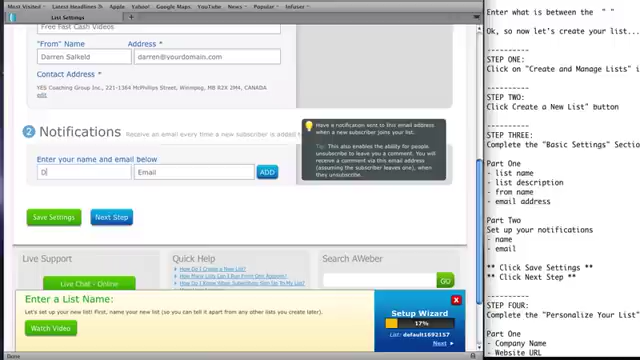 Most Visited Latest Headlines Apple Yahoo! Google Maps YouTube News Popular Infuser
List Settings
Free Fast Cash Videos
"From" Name Address *
Darren Salkeld darren@yourdomain.com
Contact Address *
YES Coaching Group Inc., 221-1364 McPhillips Street, Winnipeg, MB R2X 2M4, CANADA
edit
2 Notifications Receive an email every time a new subscriber is added
Have a notification sent to this email address
when a new subscriber joins your list.
Tip: This also enables the ability for people
unsubscribe to leave you a comment. You will
receive a comment via this email address
(assuming the subscriber leaves one), when
they unsubscribe.
Enter your name and email below
D Email ADD
Save Settings Next Step
Live Support Quick Help Search AWeber
How Do I Create a New List?
How Many Lists Can I Run From One Account?
Live Chat - Online GO
Enter a List Name:
Let's set up your new list! First, name your new list (so you can tell it apart from any other lists you create later).
Watch Video
X
Setup Wizard
17%
List: default1692157
Next
Done
Enter what is between the " "
Ok, so now let's create your list...
----------
STEP ONE:
Click on "Create and Manage Lists"
----------
STEP TWO:
Click Create a New List" button
----------
STEP THREE:
Complete the "Basic Settings" Sectio
Part One
- list name
- list description
- from name
- email address
Part Two
Set up your notifications
- name
- email
** Click Save Settings **
** Click Next Step **
----------
STEP FOUR:
Complete the "Personalize Your List"
Part One
- Company Name
- Website URL